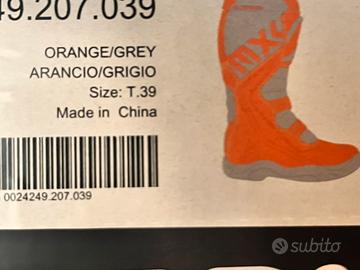 49.207.039
ORANGE/GREY
ARANCIO/GRIGIO
Size: T.39
Made in China
0024249.207.039
subito